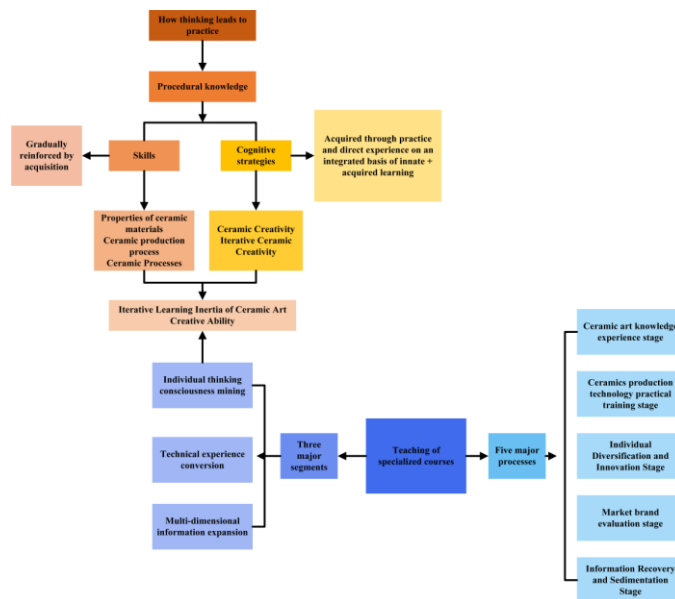 How thinking leads to
practice
Procedural knowledge
Gradually
reinforced by
acquisition
Skills
Cognitive
strategies
Acquired through practice
and direct experience on an
integrated basis of innate +
acquired learning
Properties of ceramic
materials
Ceramic production
process
Ceramic Processes
Ceramic Creativity
Iterative Ceramic
Creativity
Iterative Learning Inertia of Ceramic Art
Creative Ability
Individual thinking
consciousness mining
Technical experience
conversion
Multi-dimensional
information expansion
Three
major
segments
Teaching of
specialized courses
Five major
processes
Ceramic art knowledge
experience stage
Ceramics production
technology practical
training stage
Individual
Diversification and
Innovation Stage
Market brand
evaluation stage
Information Recovery
and Sedimentation
Stage